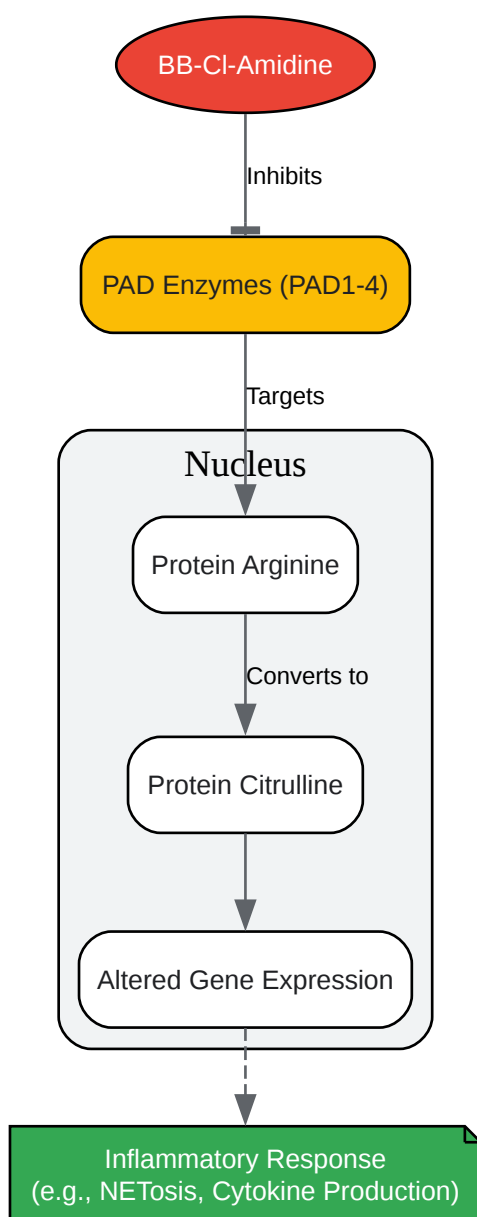 BB-Cl-Amidine
Inhibits
PAD Enzymes (PAD1-4)
Targets
Nucleus
Protein Arginine
Converts to
Protein Citrulline
Altered Gene Expression
Inflammatory Response
(e.g., NETosis, Cytokine Production)